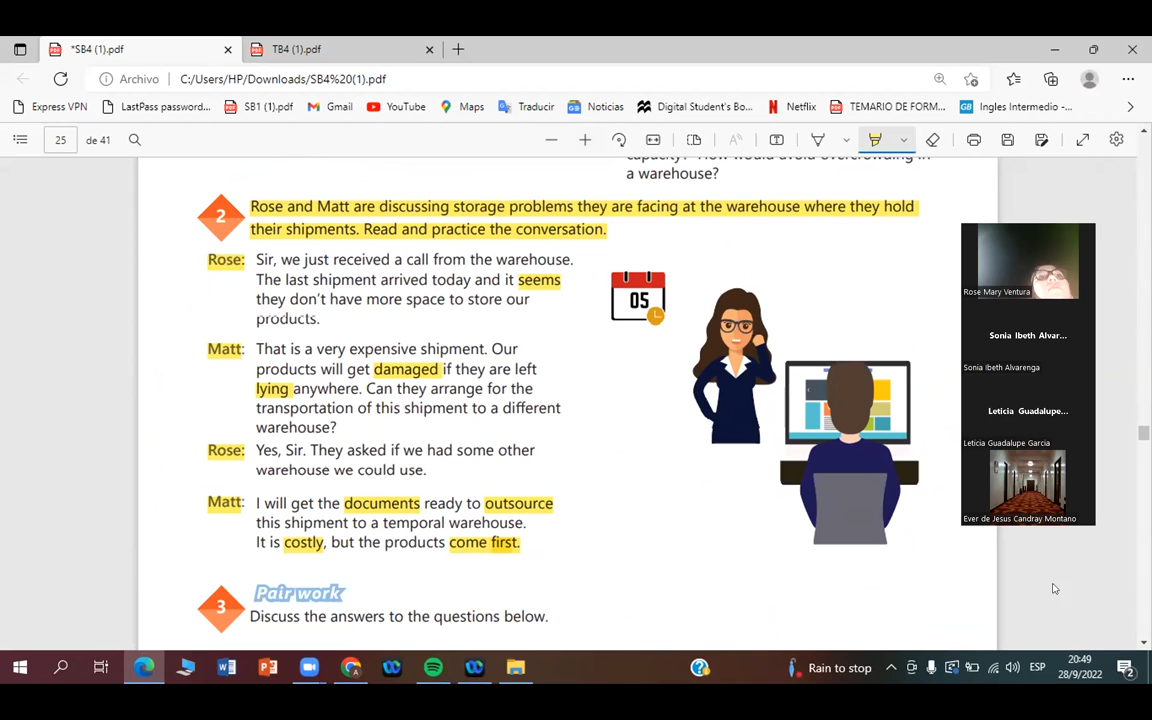 *SB4 (1).pdf
TB4 (1).pdf
Archivo
C:/Users/HP/Downloads/SB4%20(1).pdf
Express VPN
LastPass password...
SB1 (1).pdf
Gmail
YouTube
Maps
Traducir
Noticias
Digital Student's Bo...
Netflix
TEMARIO DE FORM...
Ingles Intermedio -...
25 de 41
capacity? How would avoid overcrowding in
a warehouse?
2
Rose and Matt are discussing storage problems they are facing at the warehouse where they hold
their shipments. Read and practice the conversation.
Rose: Sir, we just received a call from the warehouse.
The last shipment arrived today and it seems
they don't have more space to store our
products.
Matt: That is a very expensive shipment. Our
products will get damaged if they are left
lying anywhere. Can they arrange for the
transportation of this shipment to a different
warehouse?
Rose: Yes, Sir. They asked if we had some other
warehouse we could use.
Matt: I will get the documents ready to outsource
this shipment to a temporal warehouse.
It is costly, but the products come first.
05
3
Pair work
Discuss the answers to the questions below.
Rose Mary Ventura
Sonia Ibeth Alvar...
Sonia Ibeth Alvarenga
Leticia Guadalupe...
Leticia Guadalupe Garcia
Ever de Jesus Candray Montano
Rain to stop
ESP
20:49
28/9/2022
2